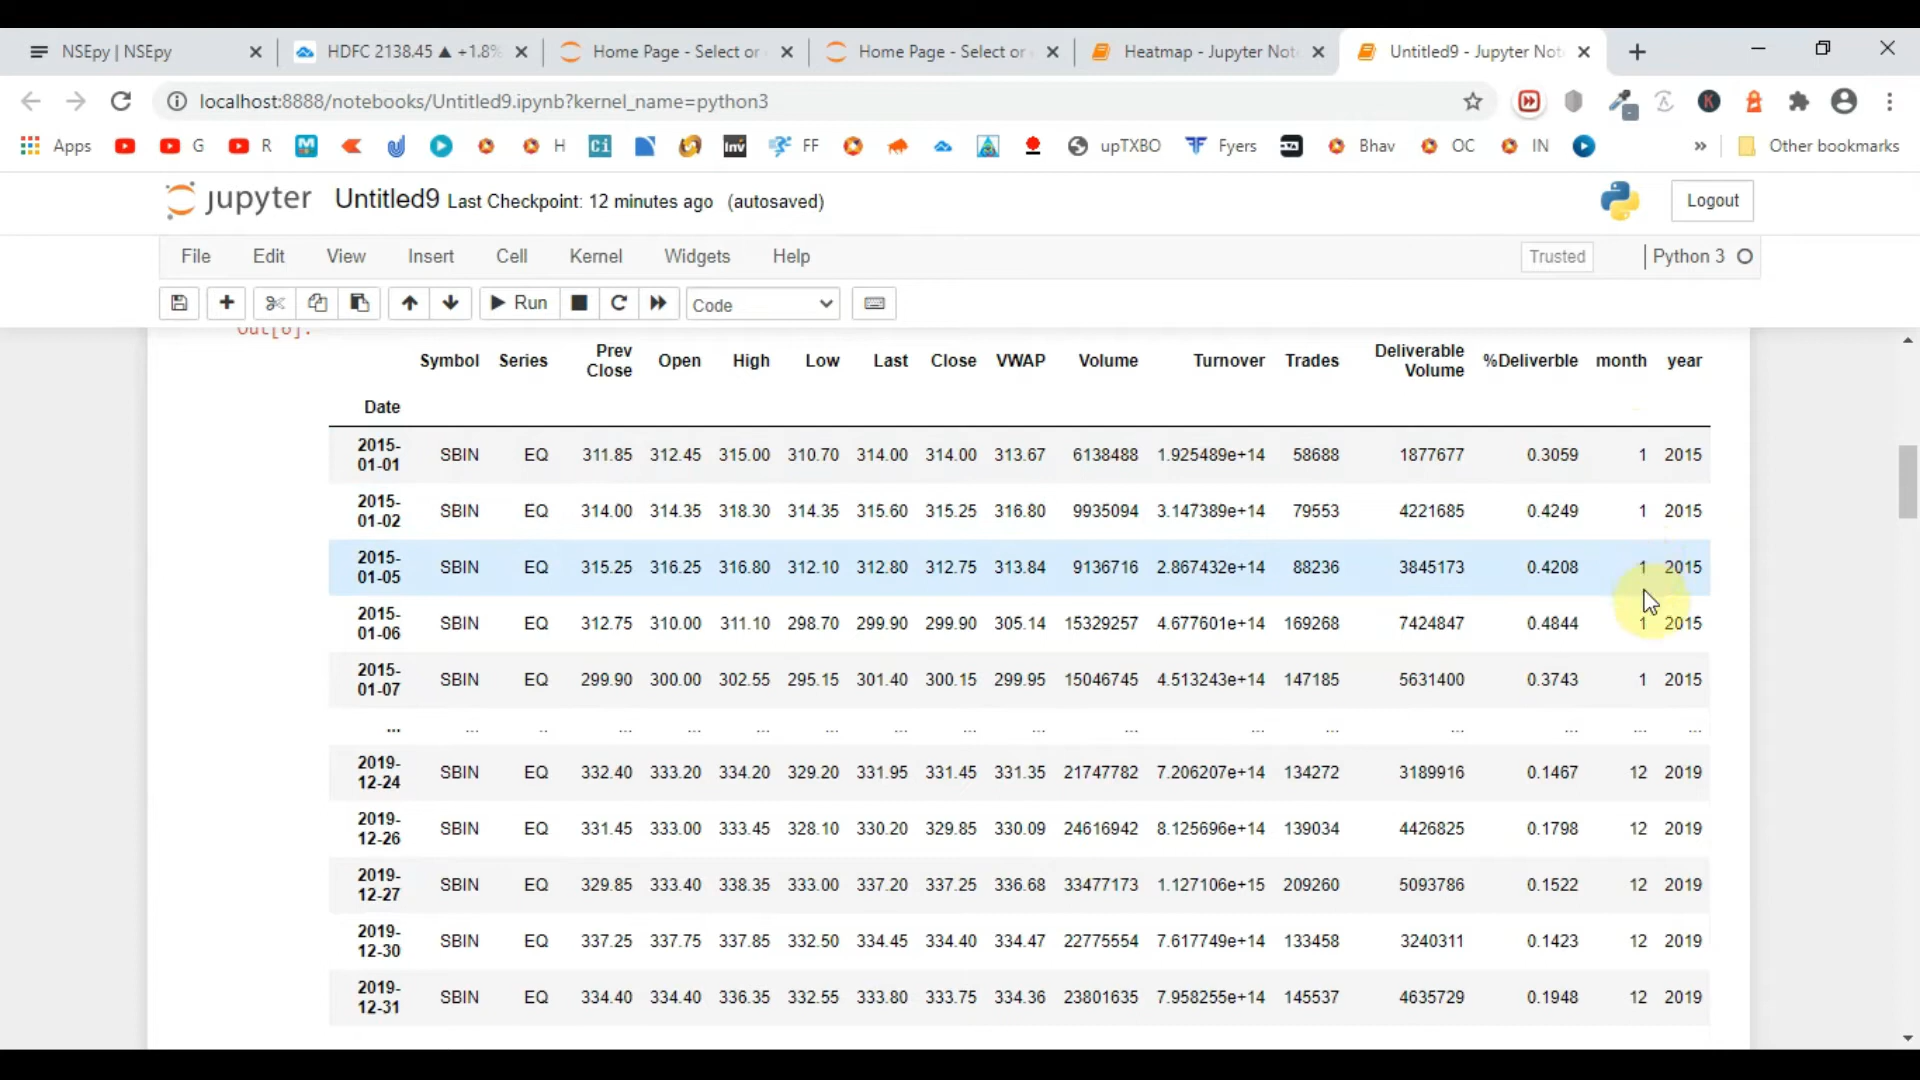 NSEpy | NSEpy
HDFC 2138.45 ▲ +1.8%
Home Page - Select or
Home Page - Select or
Heatmap - Jupyter Not
Untitled9 - Jupyter Not
localhost:8888/notebooks/Untitled9.ipynb?kernel_name=python3
Apps G R H Ci Inv FF upTXBO Fyers Bhav OC IN » Other bookmarks
jupyter Untitled9 Last Checkpoint: 12 minutes ago (autosaved) Logout
File Edit View Insert Cell Kernel Widgets Help Trusted Python 3
Run Code
Out[6]:
Symbol Series Prev Close Open High Low Last Close VWAP Volume Turnover Trades Deliverable Volume %Deliverble month year
Date
2015-01-01 SBIN EQ 311.85 312.45 315.00 310.70 314.00 314.00 313.67 6138488 1.925489e+14 58688 1877677 0.3059 1 2015
2015-01-02 SBIN EQ 314.00 314.35 318.30 314.35 315.60 315.25 316.80 9935094 3.147389e+14 79553 4221685 0.4249 1 2015
2015-01-05 SBIN EQ 315.25 316.25 316.80 312.10 312.80 312.75 313.84 9136716 2.867432e+14 88236 3845173 0.4208 1 2015
2015-01-06 SBIN EQ 312.75 310.00 311.10 298.70 299.90 299.90 305.14 15329257 4.677601e+14 169268 7424847 0.4844 1 2015
2015-01-07 SBIN EQ 299.90 300.00 302.55 295.15 301.40 300.15 299.95 15046745 4.513243e+14 147185 5631400 0.3743 1 2015
... ... .. ... ... ... ... ... ... ... ... ... ... ... ... ... ...
2019-12-24 SBIN EQ 332.40 333.20 334.20 329.20 331.95 331.45 331.35 21747782 7.206207e+14 134272 3189916 0.1467 12 2019
2019-12-26 SBIN EQ 331.45 333.00 333.45 328.10 330.20 329.85 330.09 24616942 8.125696e+14 139034 4426825 0.1798 12 2019
2019-12-27 SBIN EQ 329.85 333.40 338.35 333.00 337.20 337.25 336.68 33477173 1.127106e+15 209260 5093786 0.1522 12 2019
2019-12-30 SBIN EQ 337.25 337.75 337.85 332.50 334.45 334.40 334.47 22775554 7.617749e+14 133458 3240311 0.1423 12 2019
2019-12-31 SBIN EQ 334.40 334.40 336.35 332.55 333.80 333.75 334.36 23801635 7.958255e+14 145537 4635729 0.1948 12 2019